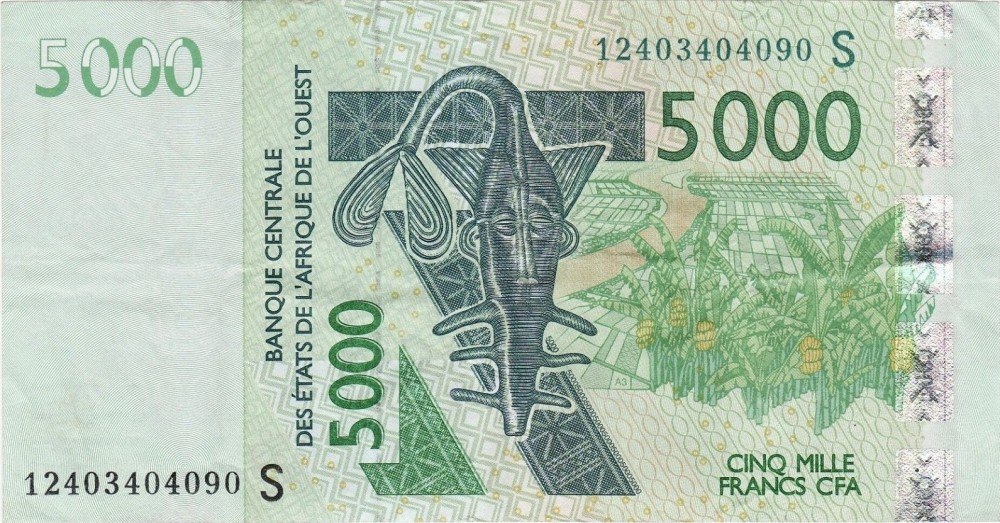 5000
12403404090 S
5000
BANQUE CENTRALE
DES ÉTATS DE L'AFRIQUE DE L'OUEST
5000
A3
12403404090 S
CINQ MILLE
FRANCS CFA